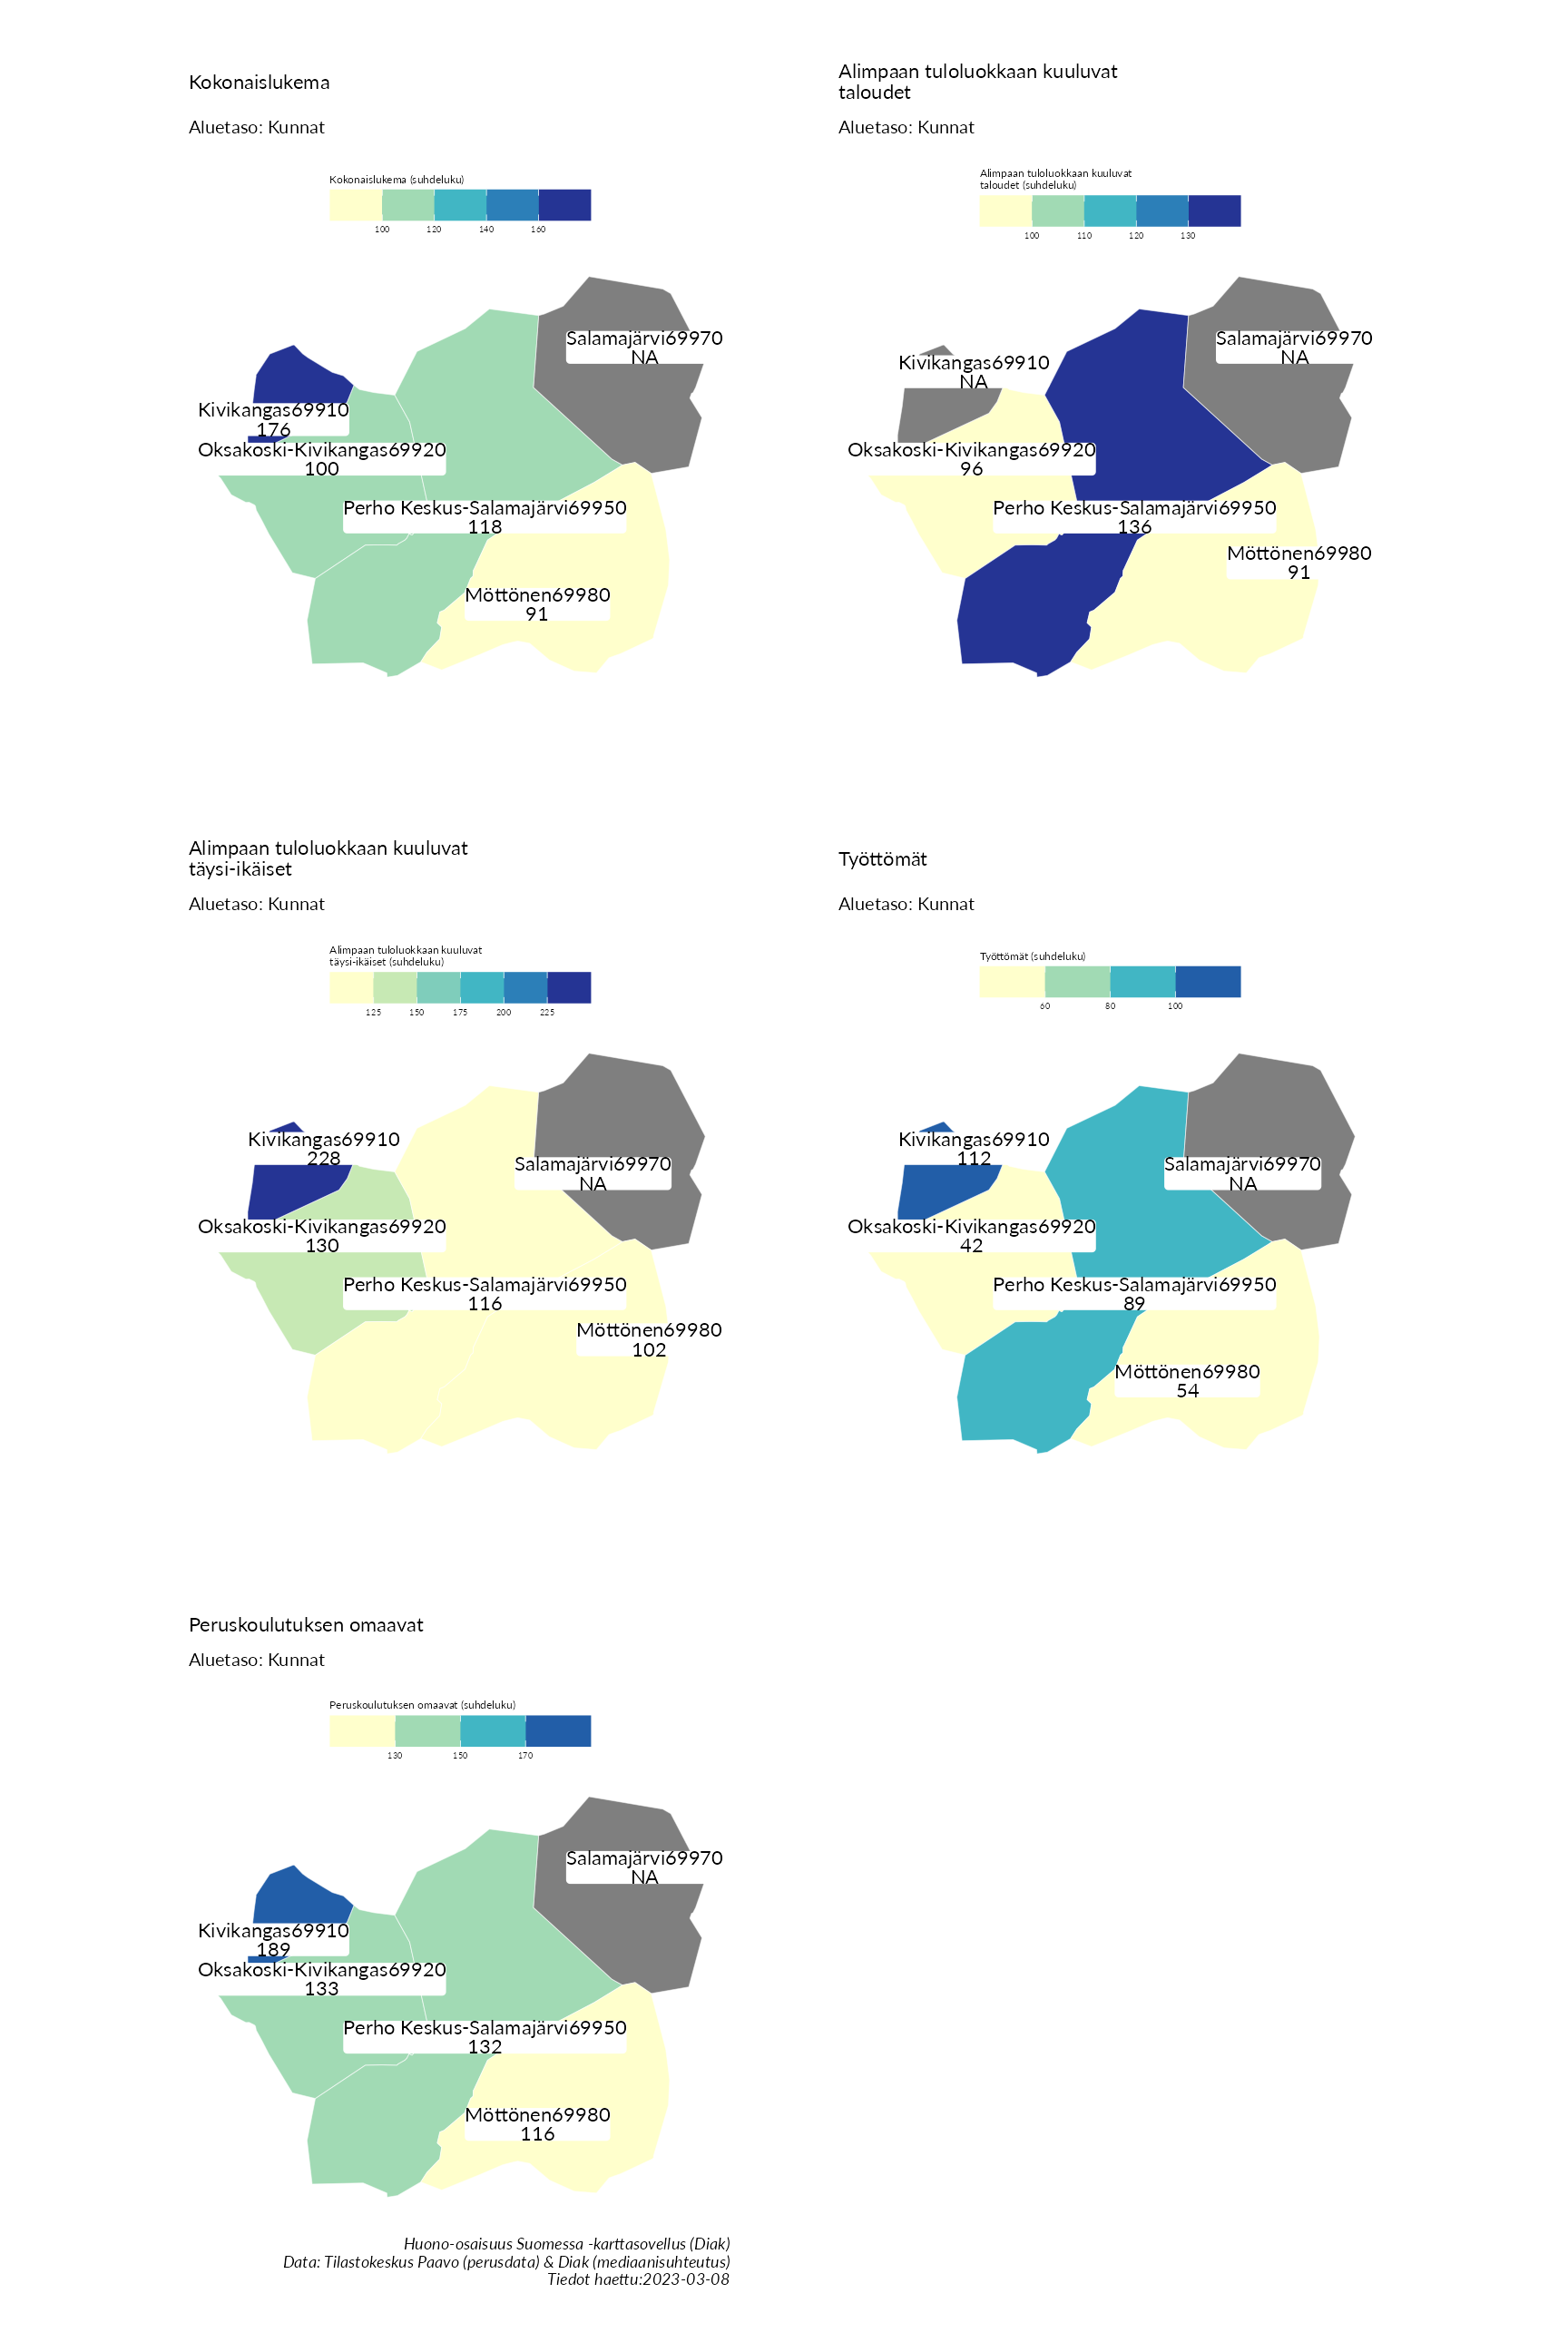 Kokonaislukema
Aluetaso: Kunnat
Kokonaislukema (suhdeluku)
100 120 140 160
Salamajärvi69970
NA
Kivikangas69910
176
Oksakoski-Kivikangas69920
100
Perho Keskus-Salamajärvi69950
118
Möttönen69980
91
Alimpaan tuloluokkaan kuuluvat
taloudet
Aluetaso: Kunnat
Alimpaan tuloluokkaan kuuluvat
taloudet (suhdeluku)
100 110 120 130
Salamajärvi69970
NA
Kivikangas69910
NA
Oksakoski-Kivikangas69920
96
Perho Keskus-Salamajärvi69950
136
Möttönen69980
91
Alimpaan tuloluokkaan kuuluvat
täysi-ikäiset
Aluetaso: Kunnat
Alimpaan tuloluokkaan kuuluvat
täysi-ikäiset (suhdeluku)
125 150 175 200 225
Kivikangas69910
228
Salamajärvi69970
NA
Oksakoski-Kivikangas69920
130
Perho Keskus-Salamajärvi69950
116
Möttönen69980
102
Työttömät
Aluetaso: Kunnat
Työttömät (suhdeluku)
60 80 100
Kivikangas69910
112
Salamajärvi69970
NA
Oksakoski-Kivikangas69920
42
Perho Keskus-Salamajärvi69950
89
Möttönen69980
54
Peruskoulutuksen omaavat
Aluetaso: Kunnat
Peruskoulutuksen omaavat (suhdeluku)
130 150 170
Salamajärvi69970
NA
Kivikangas69910
189
Oksakoski-Kivikangas69920
133
Perho Keskus-Salamajärvi69950
132
Möttönen69980
116
Huono-osaisuus Suomessa -karttasovellus (Diak)
Data: Tilastokeskus Paavo (perusdata) & Diak (mediaanisuhteutus)
Tiedot haettu:2023-03-08